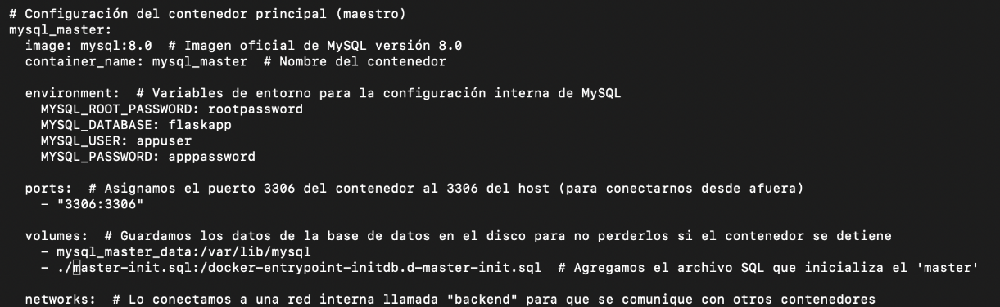 # Configuración del contenedor principal (maestro)
mysql_master:
  image: mysql:8.0  # Imagen oficial de MySQL versión 8.0
  container_name: mysql_master  # Nombre del contenedor

  environment:  # Variables de entorno para la configuración interna de MySQL
    MYSQL_ROOT_PASSWORD: rootpassword
    MYSQL_DATABASE: flaskapp
    MYSQL_USER: appuser
    MYSQL_PASSWORD: apppassword

  ports:  # Asignamos el puerto 3306 del contenedor al 3306 del host (para conectarnos desde afuera)
    - "3306:3306"

  volumes:  # Guardamos los datos de la base de datos en el disco para no perderlos si el contenedor se detiene
    - mysql_master_data:/var/lib/mysql
    - ./master-init.sql:/docker-entrypoint-initdb.d-master-init.sql  # Agregamos el archivo SQL que inicializa el 'master'

  networks:  # Lo conectamos a una red interna llamada "backend" para que se comunique con otros contenedores